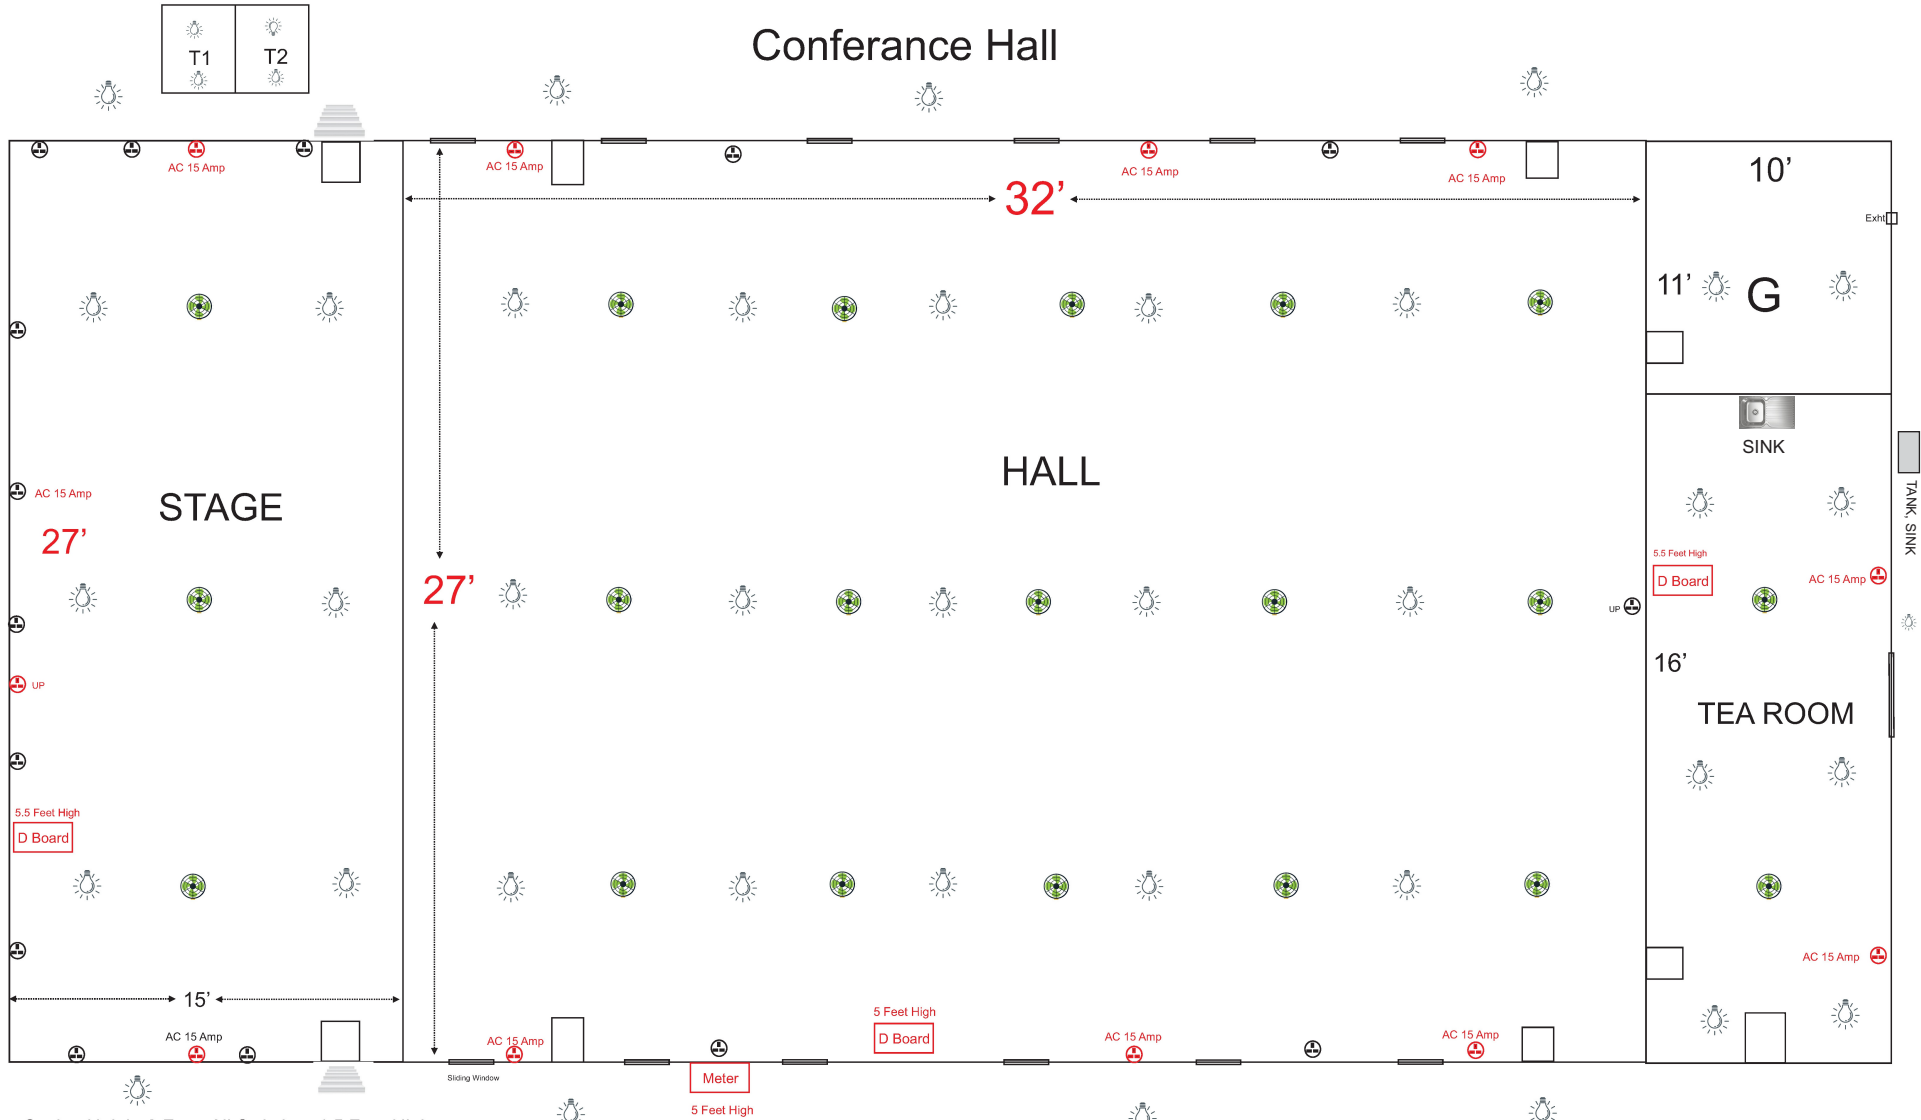 Conferance Hall
T1
T2
AC 15 Amp
AC 15 Amp
AC 15 Amp
AC 15 Amp
10’
32’
Exht
11’
G
SINK
HALL
STAGE
AC 15 Amp
27’
TANK, SINK
5.5 Feet High
D Board
AC 15 Amp
27’
UP
16’
UP
TEA ROOM
5.5 Feet High
D Board
AC 15 Amp
15’
5 Feet High
D Board
AC 15 Amp
AC 15 Amp
AC 15 Amp
AC 15 Amp
Sliding Window
Meter
5 Feet High